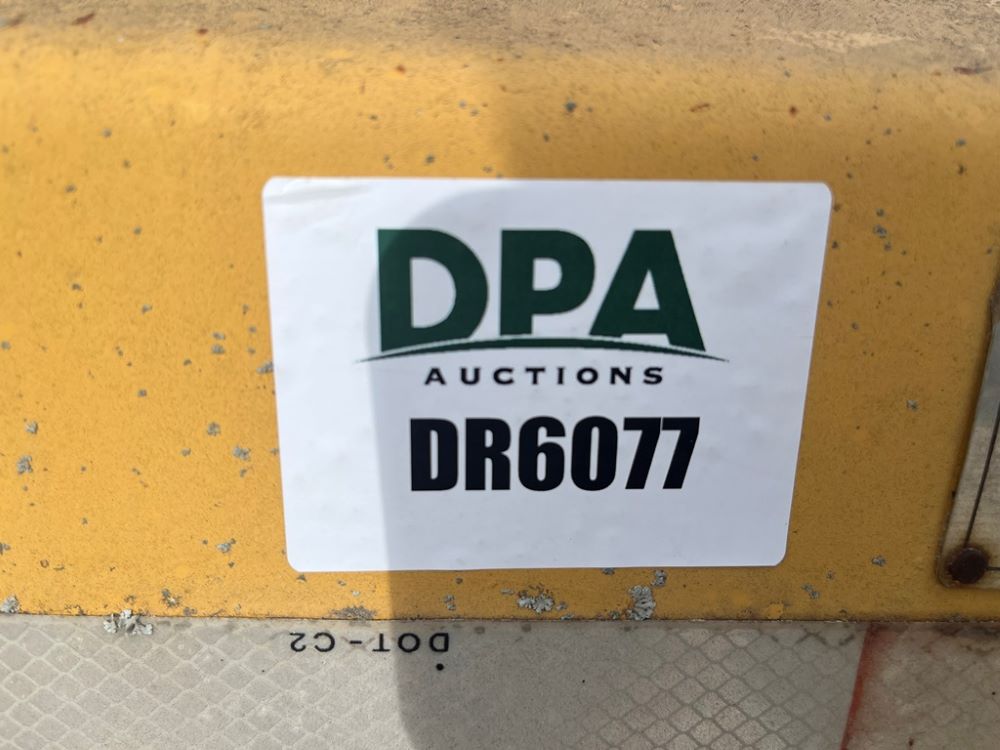 DPA
AUCTIONS
DR6077
DOT-C2